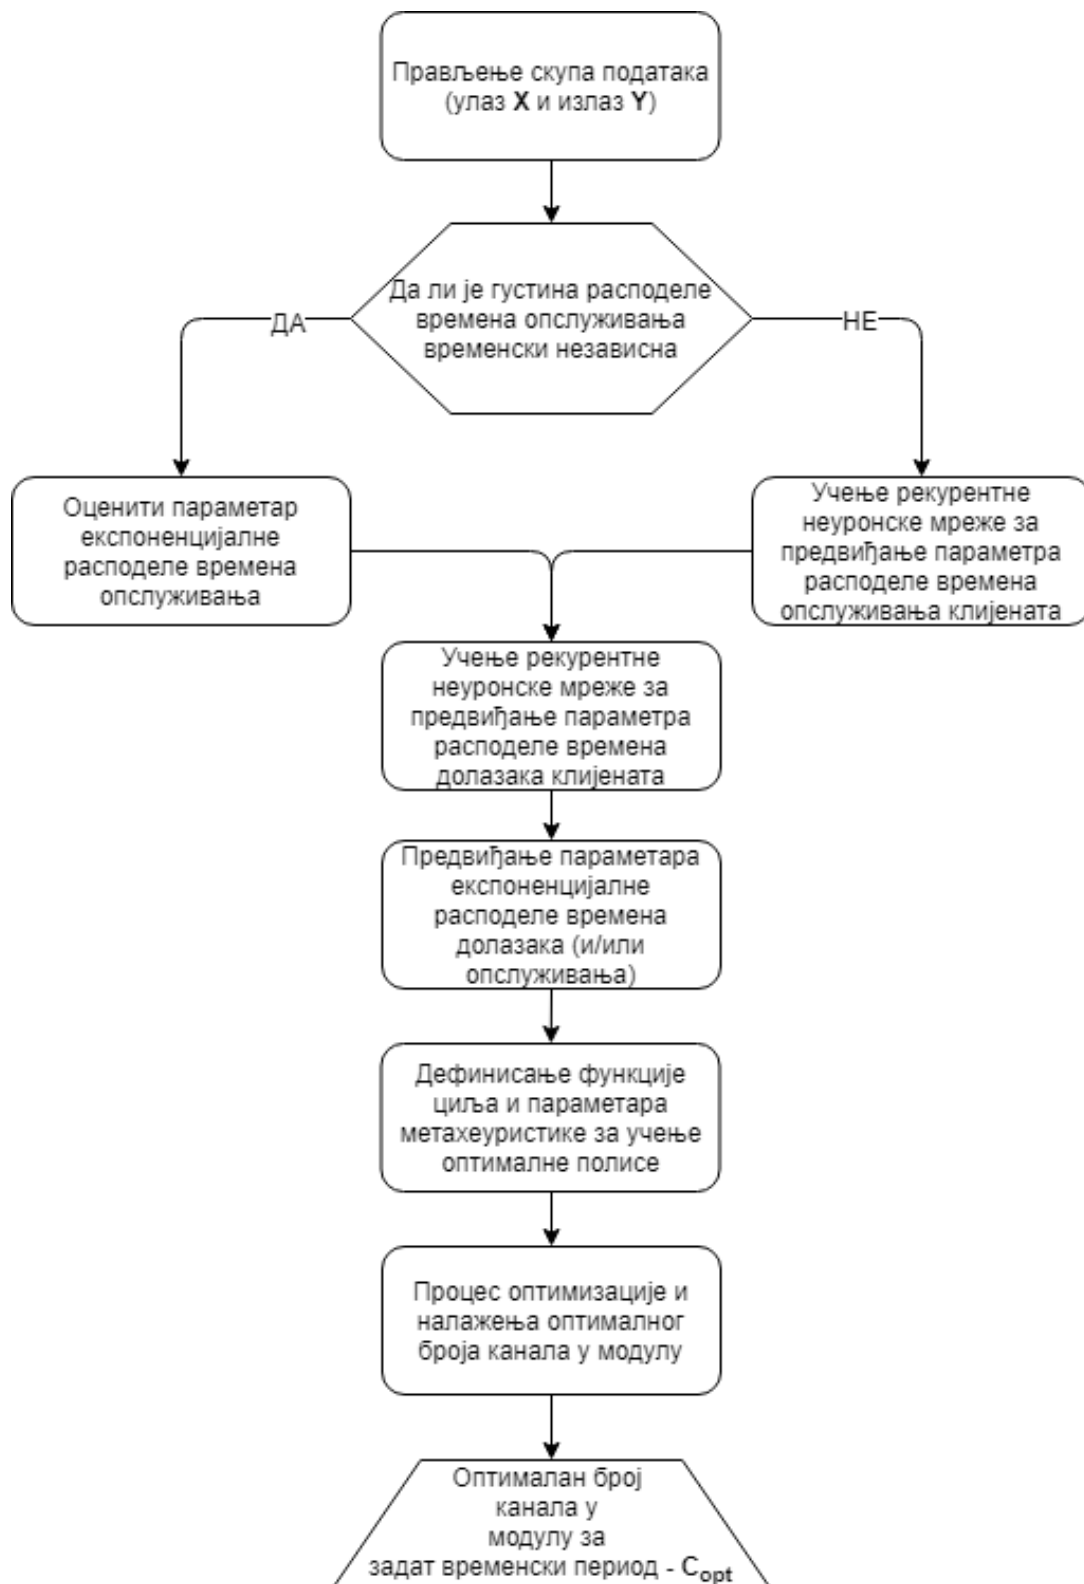 Прављење скупа података
(улаз X и излаз Y)
Да ли је густина расподеле
времена опслуживања
временски независна
ДА
НЕ
Оценити параметар
експоненцијалне
расподеле времена
опслуживања
Учење рекурентне
неуронске мреже за
предвиђање параметра
расподеле времена
опслуживања клијената
Учење рекурентне
неуронске мреже за
предвиђање параметра
расподеле времена
долазака клијената
Предвиђање параметара
експоненцијалне
расподеле времена
долазака (и/или
опслуживања)
Дефинисање функције
циља и параметара
метахеуристике за учење
оптималне полисе
Процес оптимизације и
налажења оптималног
броја канала у модулу
Оптималан број
канала у
модулу за
задат временски период - Copt